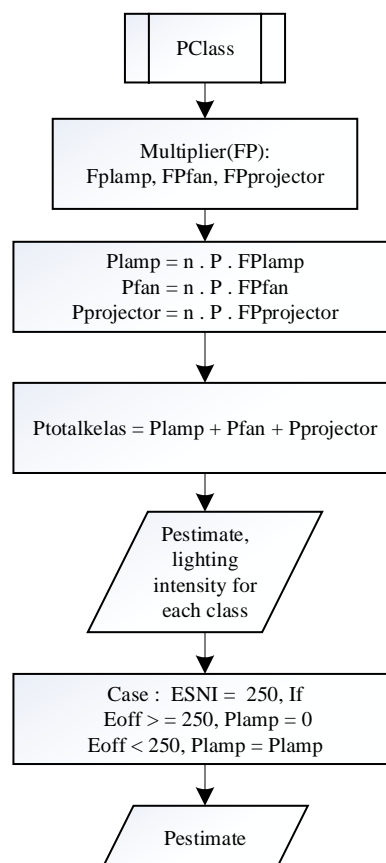 PClass
Multiplier(FP):
Fplamp, FPfan, FPprojector
Plamp = n . P . FPlamp
Pfan = n . P . FPfan
Pprojector = n . P . FPprojector
Ptotalkelas = Plamp + Pfan + Pprojector
Pestimate,
lighting
intensity for
each class
Case : ESNI = 250, If
Eoff > = 250, Plamp = 0
Eoff < 250, Plamp = Plamp
Pestimate